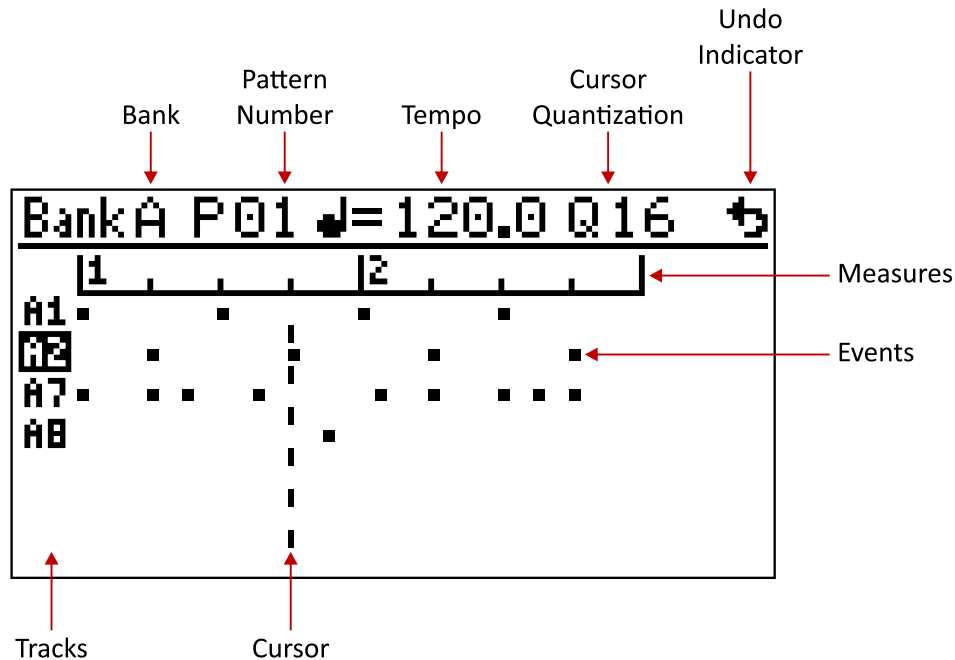 Undo
Indicator
Pattern
Number
Cursor
Quantization
Bank
Tempo
Bank A P01 ♩=120.0 Q16
1 2
Measures
A1
A2
Events
A7
A8
Tracks
Cursor